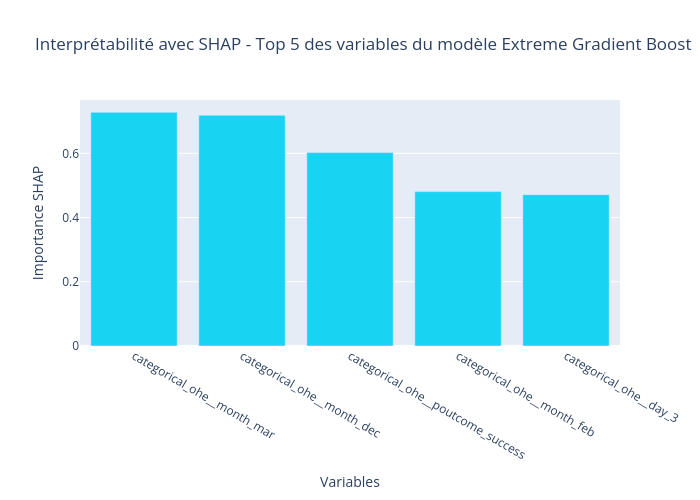 Interprétabilité avec SHAP - Top 5 des variables du modèle Extreme Gradient Boost
Importance SHAP
0.6
0.4
0.2
0
categorical_ohe__month_mar
categorical_ohe__month_dec
categorical_ohe__poutcome_success
categorical_ohe__month_feb
categorical_ohe__day_3
Variables